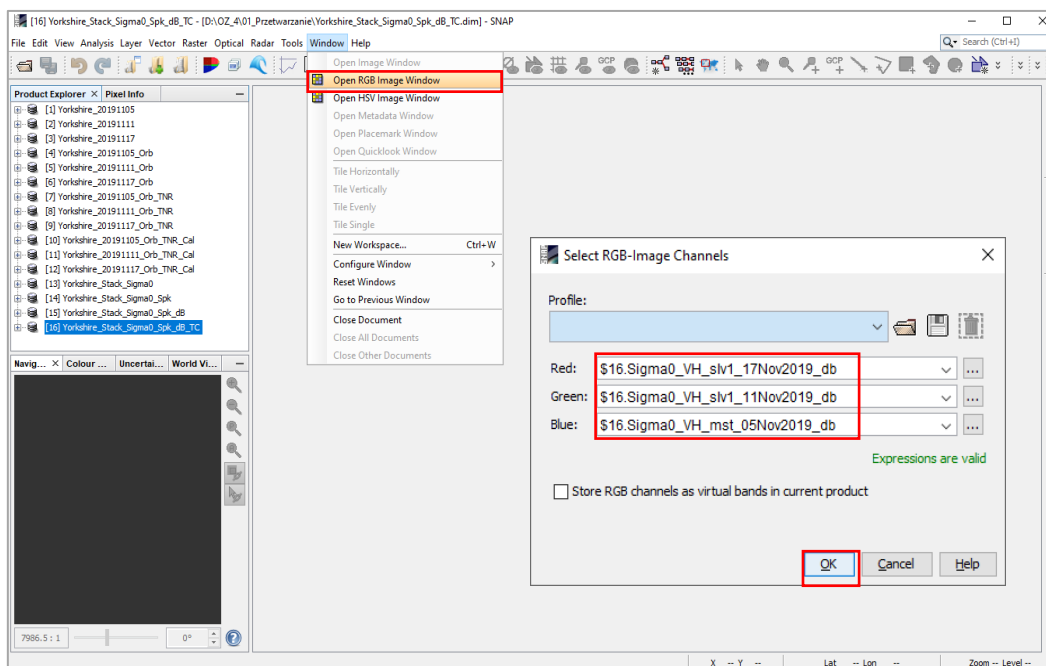 [16] Yorkshire_Stack_Sigma0_Spk_dB_TC - [D:\OZ_4\01_Przetwarzanie\Yorkshire_Stack_Sigma0_Spk_dB_TC.dim] - SNAP
File Edit View Analysis Layer Vector Raster Optical Radar Tools Window Help
Search (Ctrl+I)
GCP
GCP
Product Explorer × Pixel Info
[1] Yorkshire_20191105
[2] Yorkshire_20191111
[3] Yorkshire_20191117
[4] Yorkshire_20191105_Orb
[5] Yorkshire_20191111_Orb
[6] Yorkshire_20191117_Orb
[7] Yorkshire_20191105_Orb_TNR
[8] Yorkshire_20191111_Orb_TNR
[9] Yorkshire_20191117_Orb_TNR
[10] Yorkshire_20191105_Orb_TNR_Cal
[11] Yorkshire_20191111_Orb_TNR_Cal
[12] Yorkshire_20191117_Orb_TNR_Cal
[13] Yorkshire_Stack_Sigma0
[14] Yorkshire_Stack_Sigma0_Spk
[15] Yorkshire_Stack_Sigma0_Spk_dB
[16] Yorkshire_Stack_Sigma0_Spk_dB_TC
Open Image Window
Open RGB Image Window
Open HSV Image Window
Open Metadata Window
Open Placemark Window
Open Quicklook Window
Tile Horizontally
Tile Vertically
Tile Evenly
Tile Single
New Workspace... Ctrl+W
Configure Window >
Reset Windows
Go to Previous Window
Close Document
Close All Documents
Close Other Documents
Navig... × Colour ... Uncertai... World Vi...
7986.5 : 1
0°
Select RGB-Image Channels
Profile:
Red: $16.Sigma0_VH_slv1_17Nov2019_db ...
Green: $16.Sigma0_VH_slv1_11Nov2019_db ...
Blue: $16.Sigma0_VH_mst_05Nov2019_db ...
Expressions are valid
Store RGB channels as virtual bands in current product
OK Cancel Help
X -- Y -- Lat -- Lon -- Zoom -- Level --